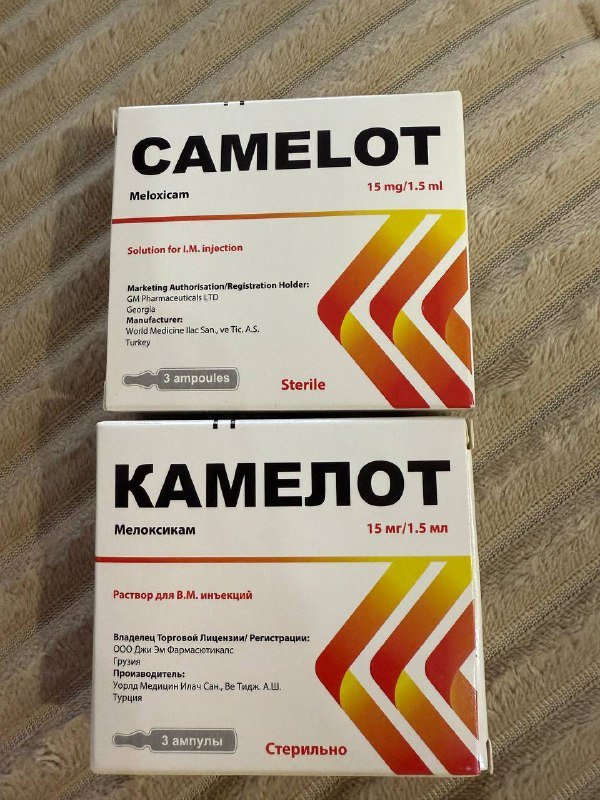 CAMELOT
Meloxicam 15 mg/1.5 ml
Solution for I.M. injection
Marketing Authorisation/Registration Holder:
GM Pharmaceuticals LTD
Georgia
Manufacturer:
World Medicine Ilac San., ve Tic. A.S.
Turkey
3 ampoules Sterile
КАМЕЛОТ
Мелоксикам 15 мг/1.5 мл
Раствор для В.М. инъекций
Владелец Торговой Лицензии/ Регистрации:
ООО Джи Эм Фармасютикалс
Грузия
Производитель:
Уорлд Медицин Илач Сан., Ве Тидж. А.Ш.
Турция
3 ампулы Стерильно